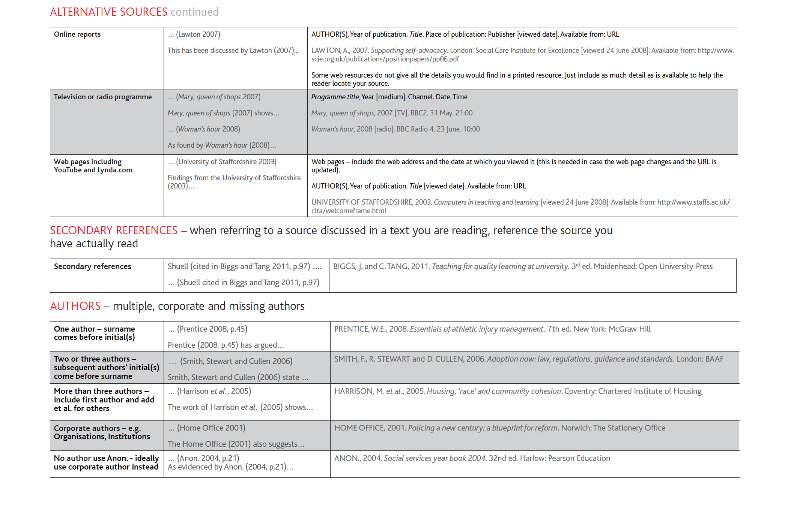 ALTERNATIVE SOURCES continued
Online reports
... (Lawton 2007)
This has been discussed by Lawton (2007)...
AUTHOR(S), Year of publication. Title. Place of publication: Publisher [viewed date]. Available from: URL
LAWTON, A., 2007. Supporting self-advocacy. London: Social Care Institute for Excellence [viewed 24 June 2008]. Available from: http://www.
scie.org.uk/publications/positionpapers/pp06.pdf
Some web resources do not give all the details you would find in a printed resource. Just include as much detail as is available to help the
reader locate your source.
Television or radio programme
... (Mary, queen of shops 2007)
Mary, queen of shops (2007) shows...
... (Woman's hour 2008)
As found by Woman's hour (2008)...
Programme title, Year [medium]. Channel. Date. Time
Mary, queen of shops, 2007 [TV]. BBC2. 31 May. 21:00
Woman's hour, 2008 [radio]. BBC Radio 4. 23 June. 10:00
Web pages including
YouTube and Lynda.com
... (University of Staffordshire 2003)
Findings from the University of Staffordshire
(2003)...
Web pages – include the web address and the date at which you viewed it (this is needed in case the web page changes and the URL is
updated).
AUTHOR(S), Year of publication. Title [viewed date]. Available from: URL
UNIVERSITY OF STAFFORDSHIRE, 2003. Computers in teaching and learning [viewed 24 June 2008]. Available from: http://www.staffs.ac.uk/
cital/welcomeframe.html
SECONDARY REFERENCES – when referring to a source discussed in a text you are reading, reference the source you
have actually read
Secondary references
Shuell (cited in Biggs and Tang 2011, p.97) ....
... (Shuell cited in Biggs and Tang 2011, p.97)
BIGGS, J. and C. TANG, 2011. Teaching for quality learning at university. 3rd ed. Maidenhead: Open University Press
AUTHORS – multiple, corporate and missing authors
One author – surname
comes before initial(s)
... (Prentice 2008, p.45)
Prentice (2008, p.45) has argued...
PRENTICE, W.E., 2008. Essentials of athletic injury management. 7th ed. New York: McGraw Hill
Two or three authors –
subsequent authors' initial(s)
come before surname
... (Smith, Stewart and Cullen 2006)
Smith, Stewart and Cullen (2006) state ...
SMITH, F., R. STEWART and D. CULLEN, 2006. Adoption now: law, regulations, guidance and standards. London: BAAF
More than three authors –
include first author and add
et al. for others
... (Harrison et al., 2005)
The work of Harrison et al. (2005) shows...
HARRISON, M. et al., 2005. Housing, 'race' and community cohesion. Coventry: Chartered Institute of Housing
Corporate authors – e.g.
Organisations, Institutions
... (Home Office 2001)
The Home Office (2001) also suggests...
HOME OFFICE, 2001. Policing a new century: a blueprint for reform. Norwich: The Stationery Office
No author use Anon. - ideally
use corporate author instead
... (Anon. 2004, p.21)
As evidenced by Anon. (2004, p.21)...
ANON., 2004. Social services year book 2004. 32nd ed. Harlow: Pearson Education